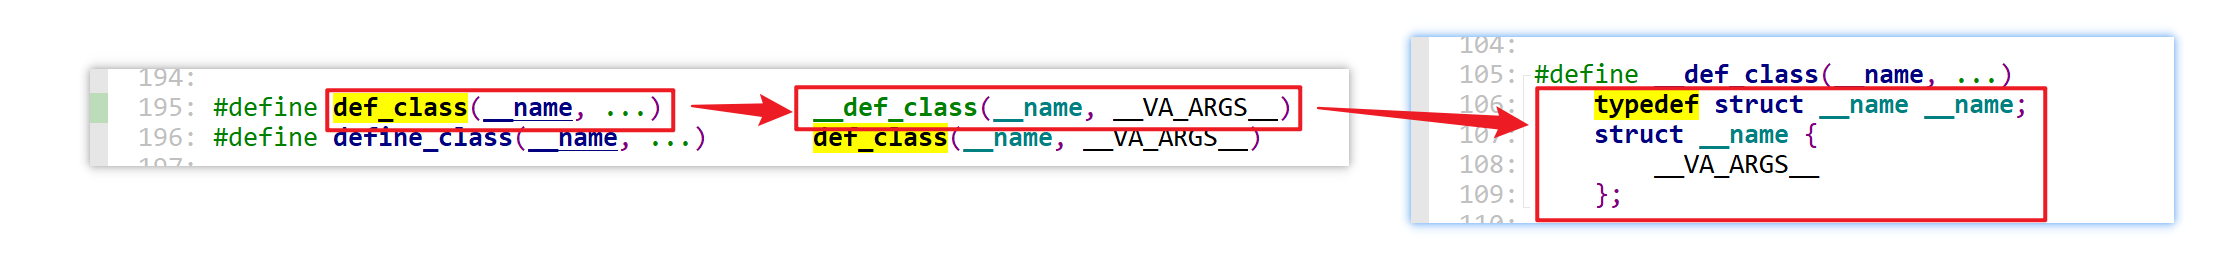 194:
195: #define def_class(__name, ...) __def_class(__name, __VA_ARGS__)
196: #define define_class(__name, ...) def_class(__name, __VA_ARGS__)
197:
104:
105: #define __def_class(__name, ...)
106: typedef struct __name __name;
107: struct __name {
108: __VA_ARGS__
109: };
110: